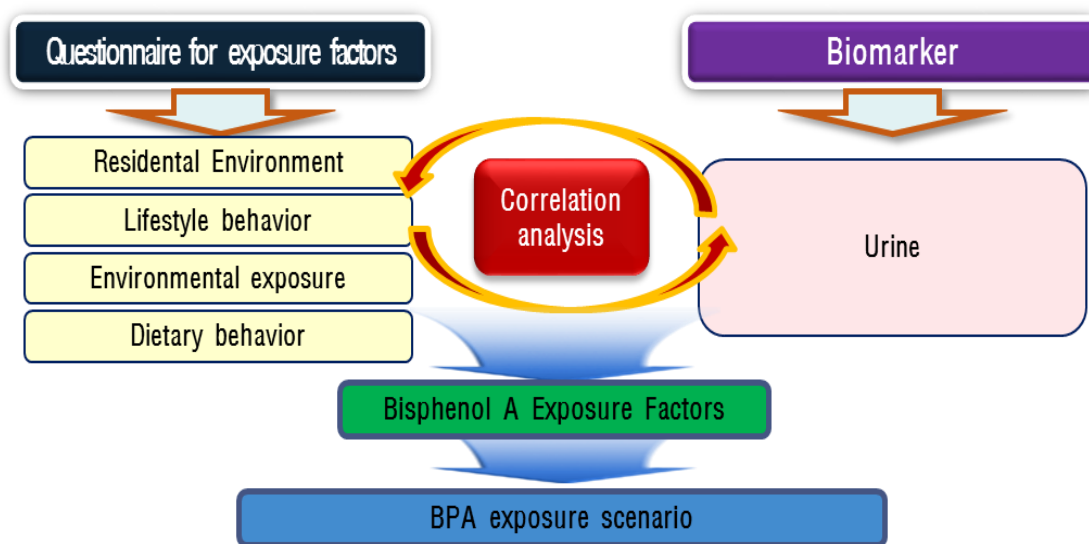 Questionnaire for exposure factors
Biomarker
Residental Environment
Lifestyle behavior
Environmental exposure
Dietary behavior
Correlation
analysis
Urine
Bisphenol A Exposure Factors
BPA exposure scenario